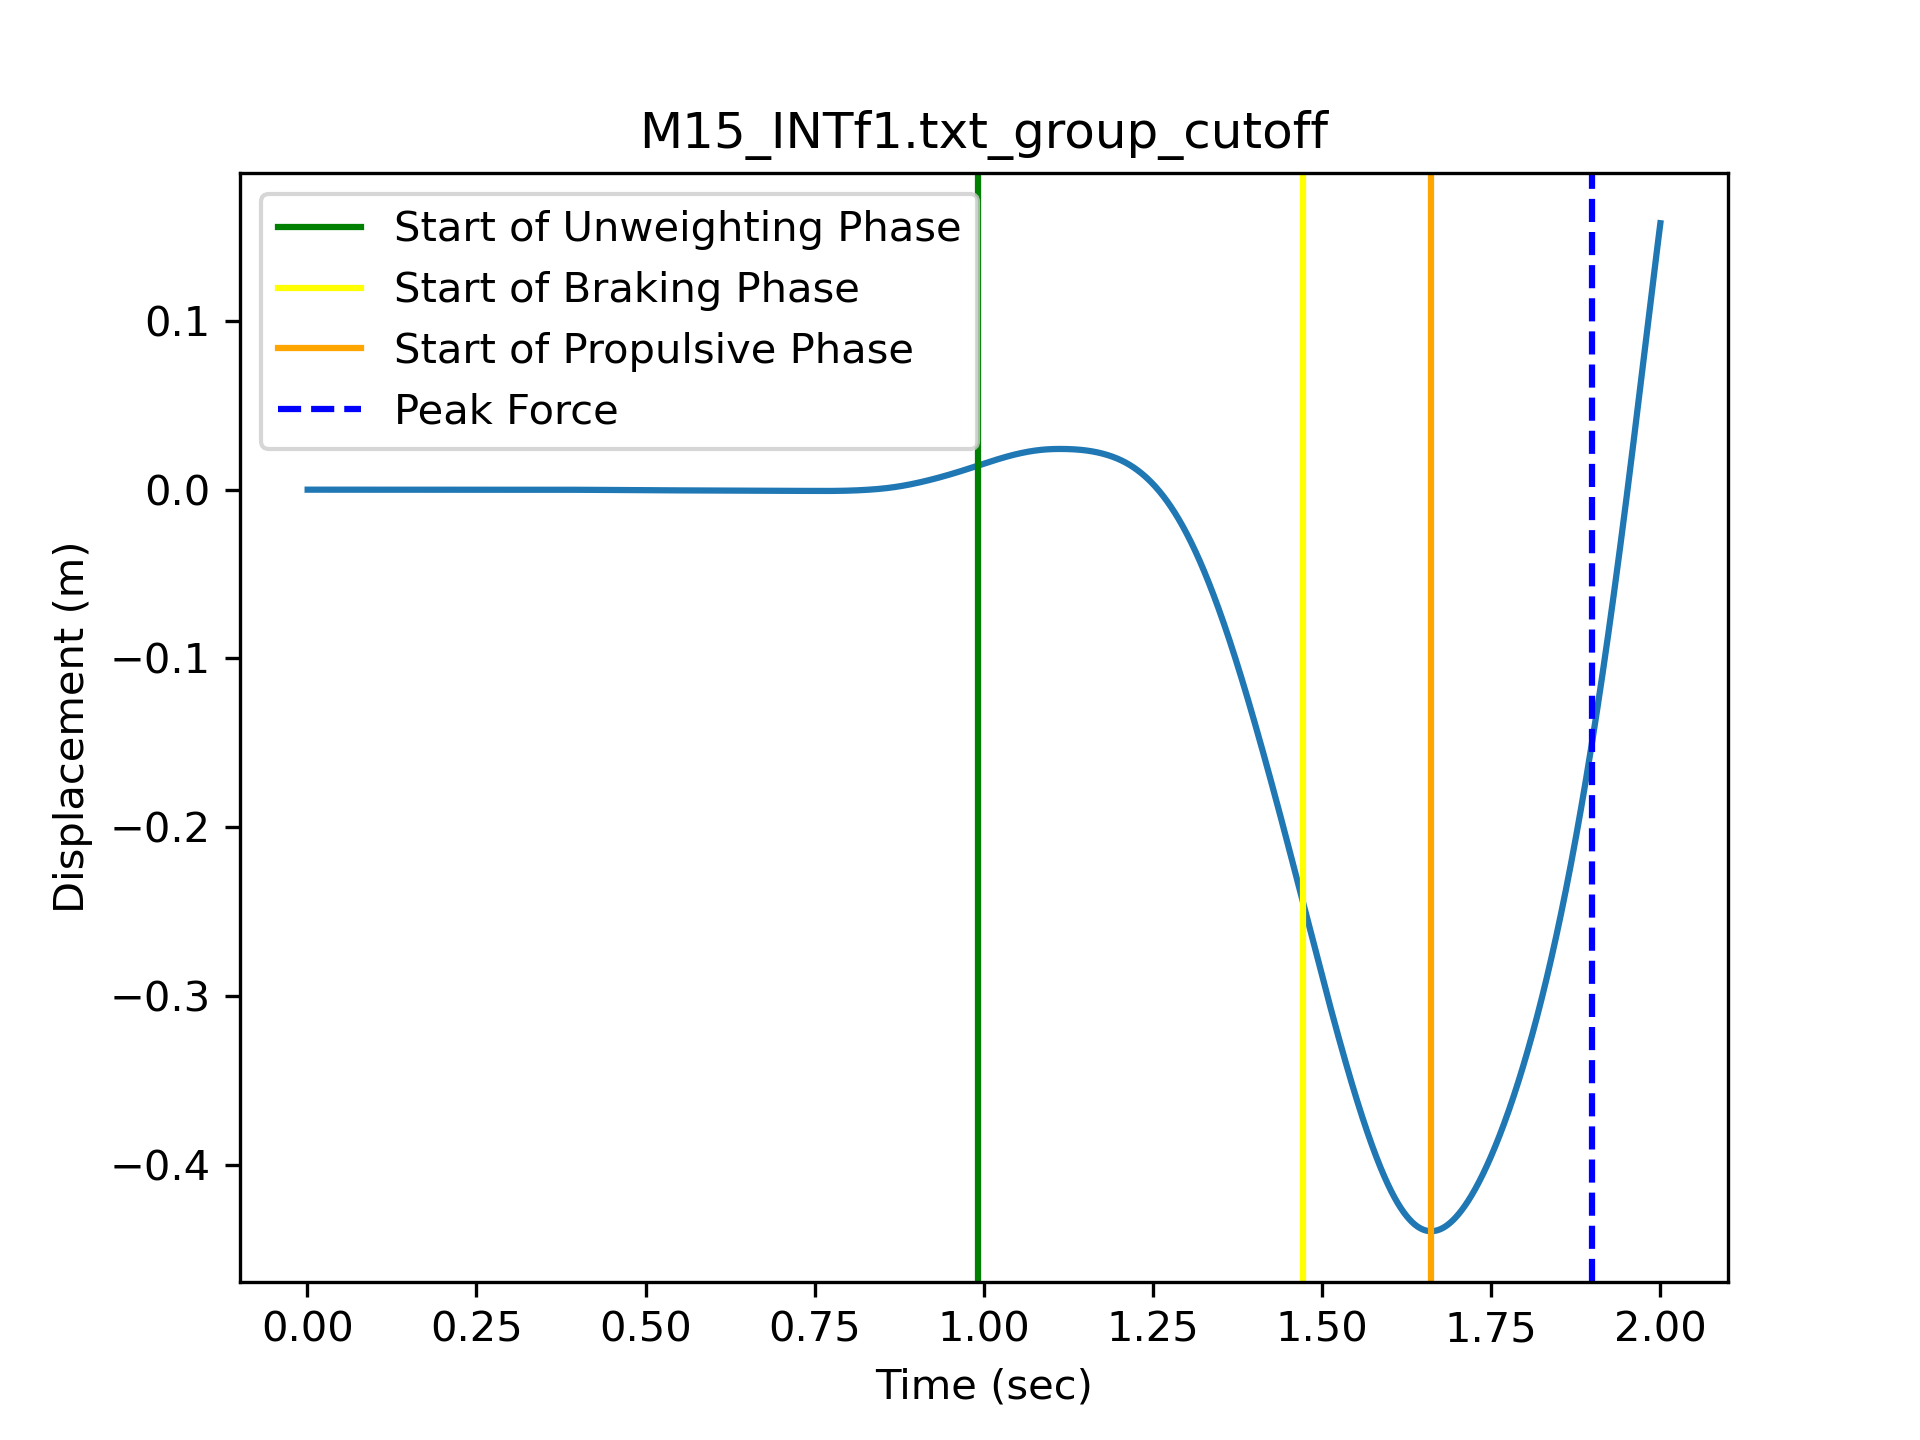 M15_INTf1.txt_group_cutoff
Start of Unweighting Phase
Start of Braking Phase
Start of Propulsive Phase
Peak Force
0.1
0.0
−0.1
−0.2
−0.3
−0.4
Displacement (m)
0.00 0.25 0.50 0.75 1.00 1.25 1.50 1.75 2.00
Time (sec)